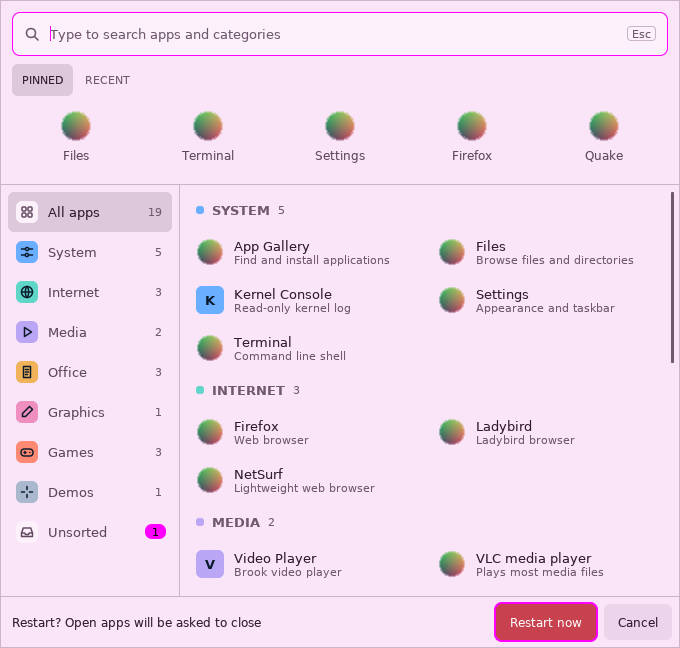 Type to search apps and categories Esc
PINNED RECENT
Files Terminal Settings Firefox Quake
All apps 19
System 5
Internet 3
Media 2
Office 3
Graphics 1
Games 3
Demos 1
Unsorted 1
SYSTEM 5
App Gallery
Find and install applications
Files
Browse files and directories
K
Kernel Console
Read-only kernel log
Settings
Appearance and taskbar
Terminal
Command line shell
INTERNET 3
Firefox
Web browser
Ladybird
Ladybird browser
NetSurf
Lightweight web browser
MEDIA 2
V
Video Player
Brook video player
VLC media player
Plays most media files
Restart? Open apps will be asked to close
Restart now
Cancel